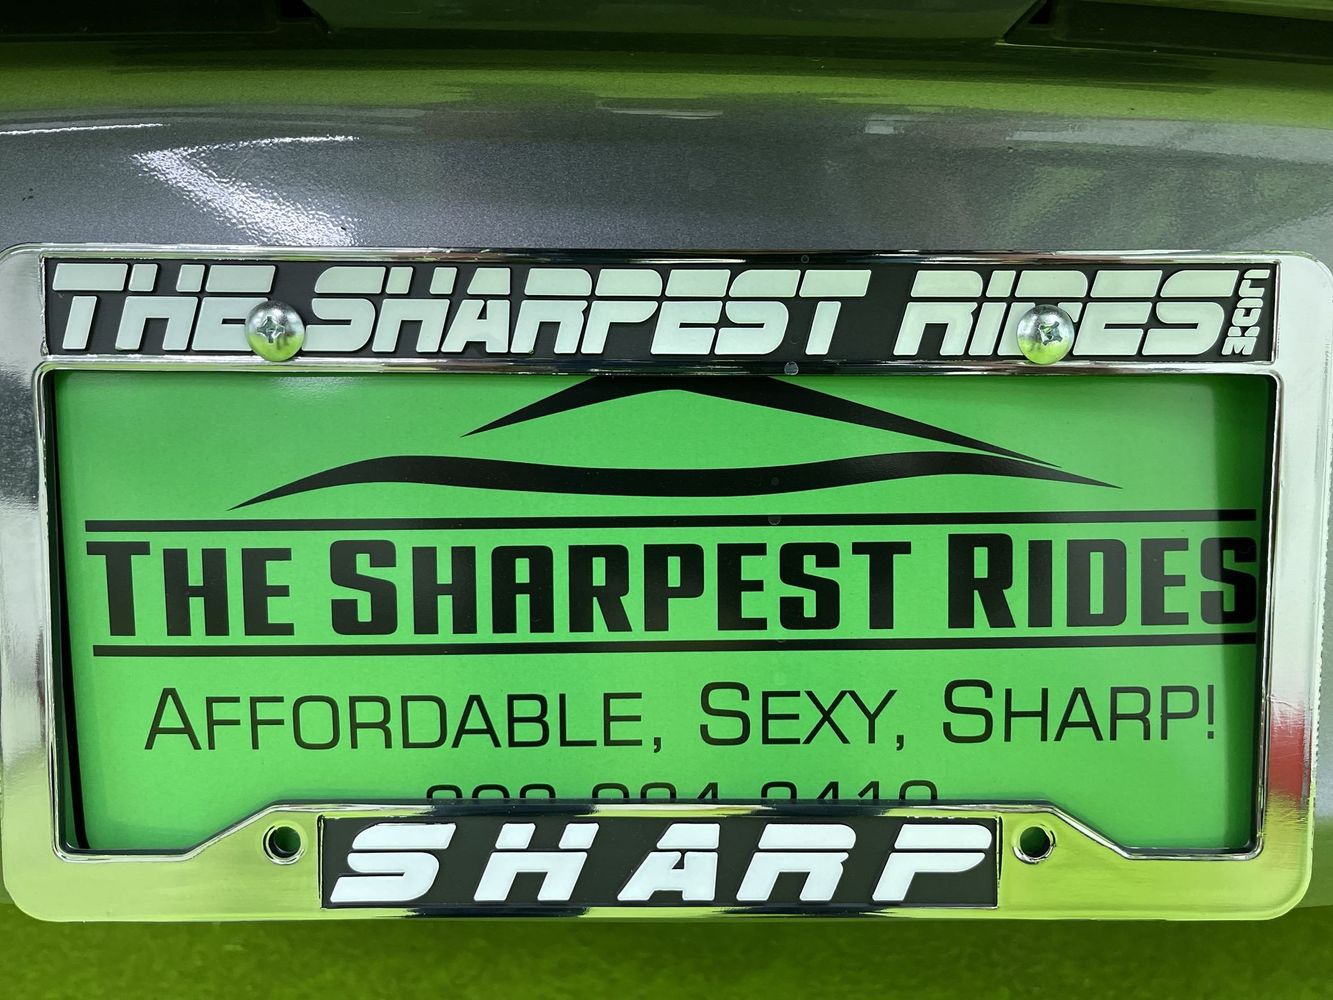 THE SHARPEST RIDES.COM
THE SHARPEST RIDES
AFFORDABLE, SEXY, SHARP!
SHARP